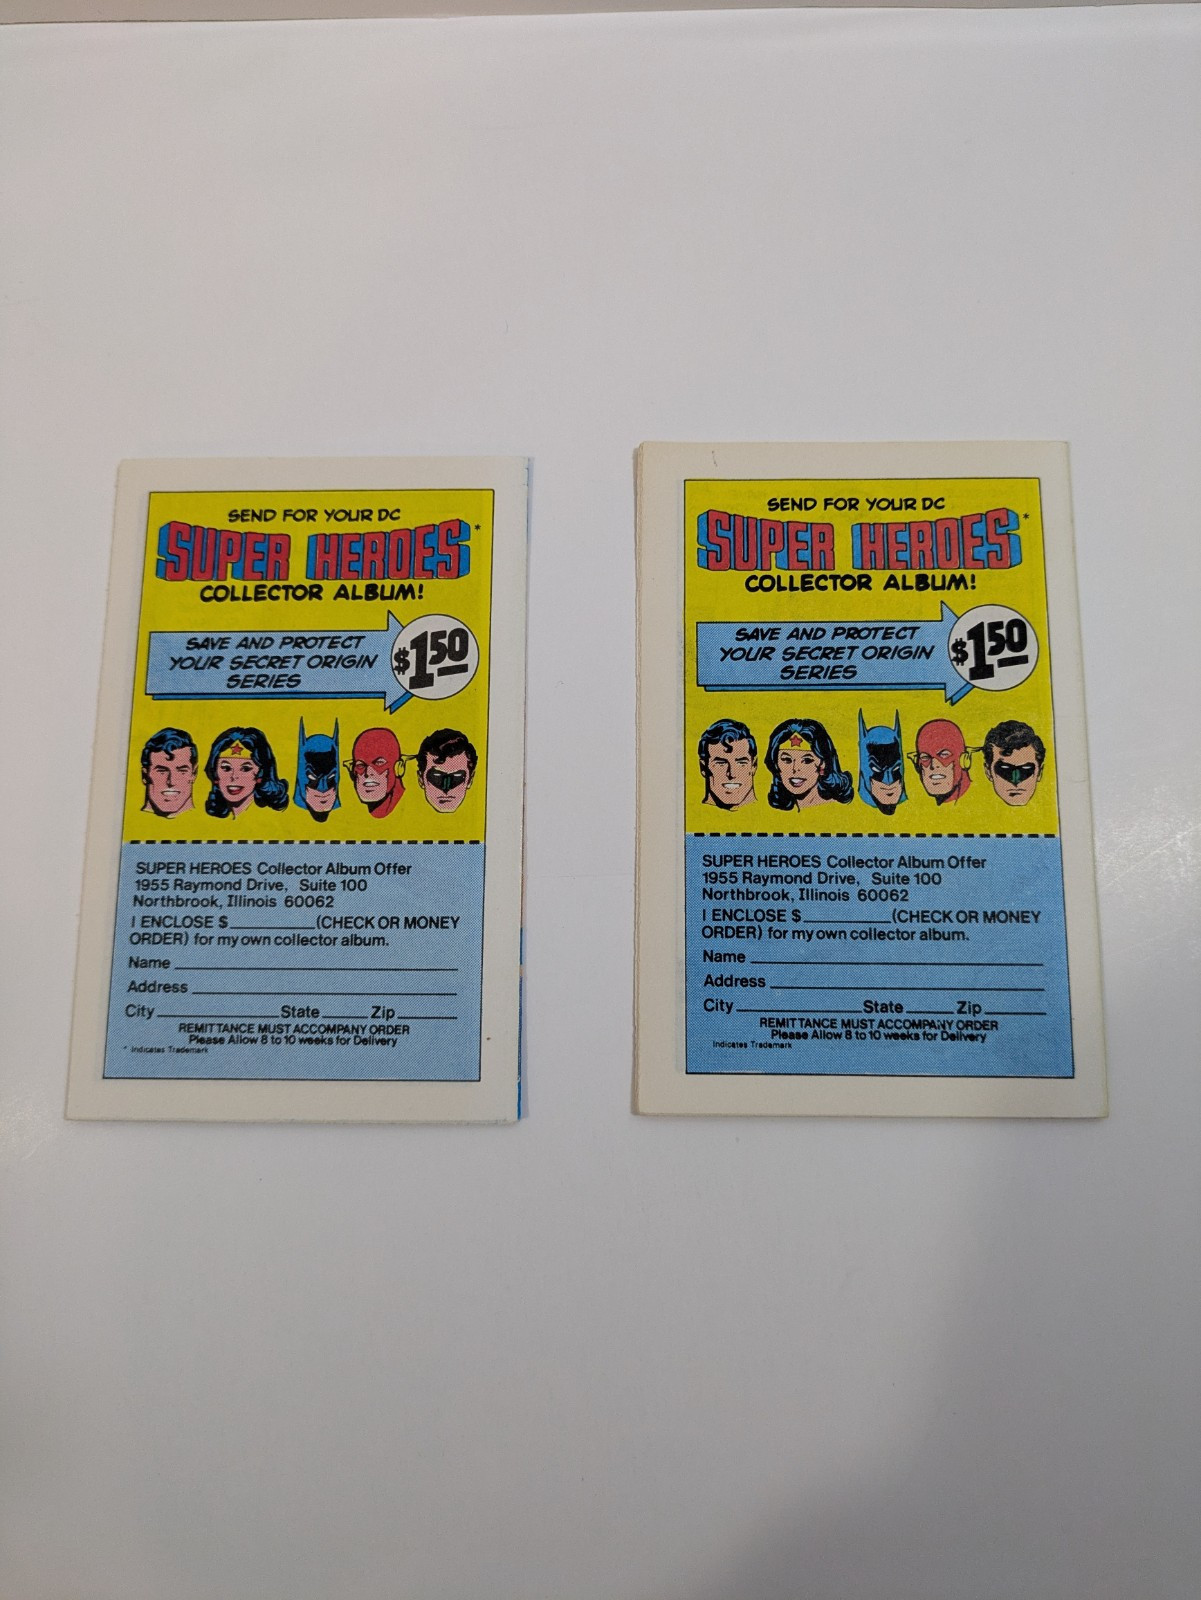 SEND FOR YOUR DC
SUPER HEROES*
COLLECTOR ALBUM!
SAVE AND PROTECT
YOUR SECRET ORIGIN
SERIES
$1.50
SUPER HEROES Collector Album Offer
1955 Raymond Drive, Suite 100
Northbrook, Illinois 60062
I ENCLOSE $________(CHECK OR MONEY
ORDER) for my own collector album.
Name
Address
City________State____Zip____
REMITTANCE MUST ACCOMPANY ORDER
Please Allow 8 to 10 weeks for Delivery
* Indicates Trademark
SEND FOR YOUR DC
SUPER HEROES*
COLLECTOR ALBUM!
SAVE AND PROTECT
YOUR SECRET ORIGIN
SERIES
$1.50
SUPER HEROES Collector Album Offer
1955 Raymond Drive, Suite 100
Northbrook, Illinois 60062
I ENCLOSE $________(CHECK OR MONEY
ORDER) for my own collector album.
Name
Address
City________State____Zip____
REMITTANCE MUST ACCOMPANY ORDER
Please Allow 8 to 10 weeks for Delivery
Indicates Trademark